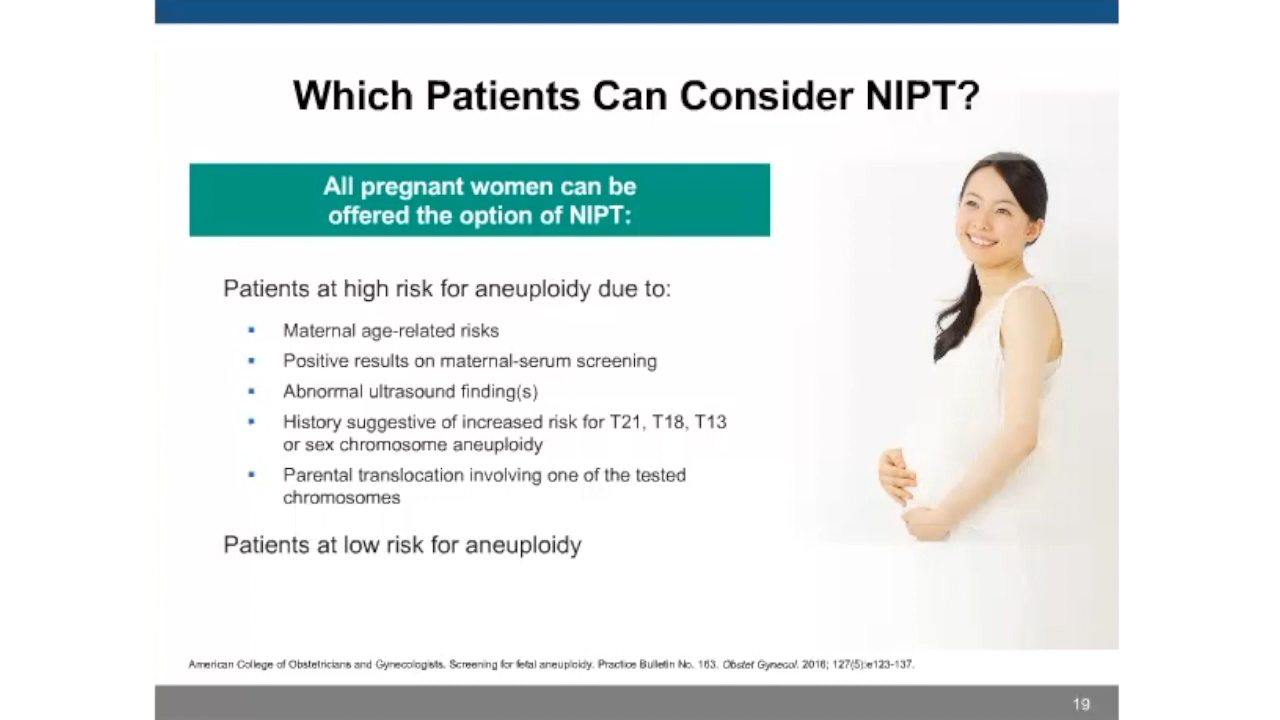 Which Patients Can Consider NIPT?
All pregnant women can be
offered the option of NIPT:
Patients at high risk for aneuploidy due to:
▪ Maternal age-related risks
▪ Positive results on maternal-serum screening
▪ Abnormal ultrasound finding(s)
▪ History suggestive of increased risk for T21, T18, T13
or sex chromosome aneuploidy
▪ Parental translocation involving one of the tested
chromosomes
Patients at low risk for aneuploidy
American College of Obstetricians and Gynecologists. Screening for fetal aneuploidy. Practice Bulletin No. 163. Obstet Gynecol. 2016; 127(5):e123-137.
19